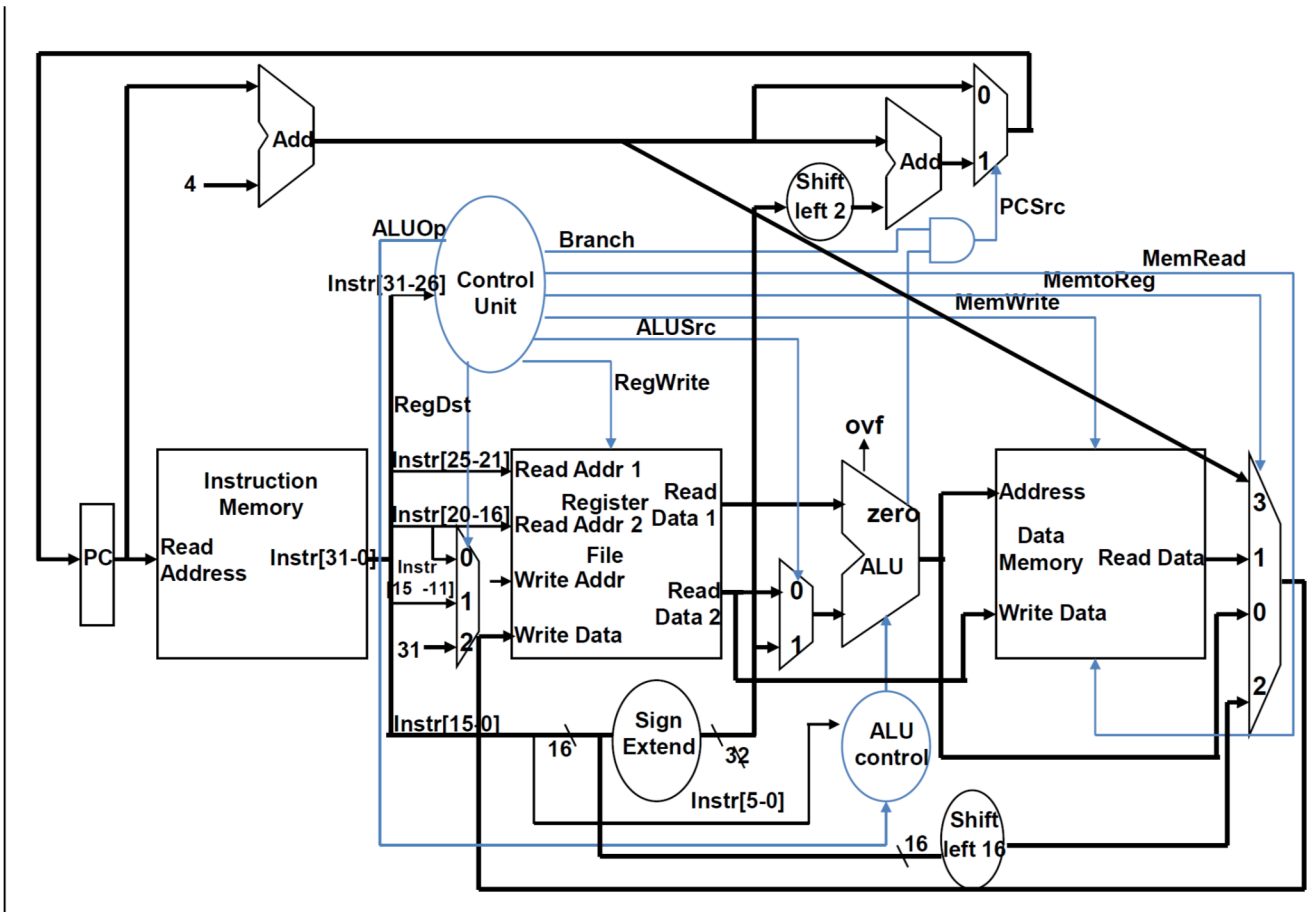 0
Add
Add
1
4
Shift
left 2
PCSrc
ALUOp
Branch
MemRead
Instr[31-26]
Control
Unit
MemtoReg
MemWrite
ALUSrc
RegWrite
RegDst
ovf
Instruction
Memory
Instr[25-21]
Read Addr 1
Register
Read
Data 1
Instr[20-16]
Read Addr 2
zero
Address
3
PC
Read
Address
Instr[31-0]
0
File
Data
Memory
Read Data
1
ALU
Instr
[15 -11]
1
Write Addr
Read
Data 2
0
Write Data
0
31
2
Write Data
1
2
Instr[15-0]
16
Sign
Extend
32
ALU
control
Instr[5-0]
16
Shift
left 16